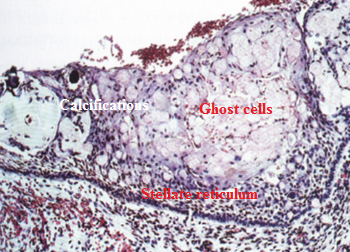 Calcifications
Ghost cells
Stellate reticulum